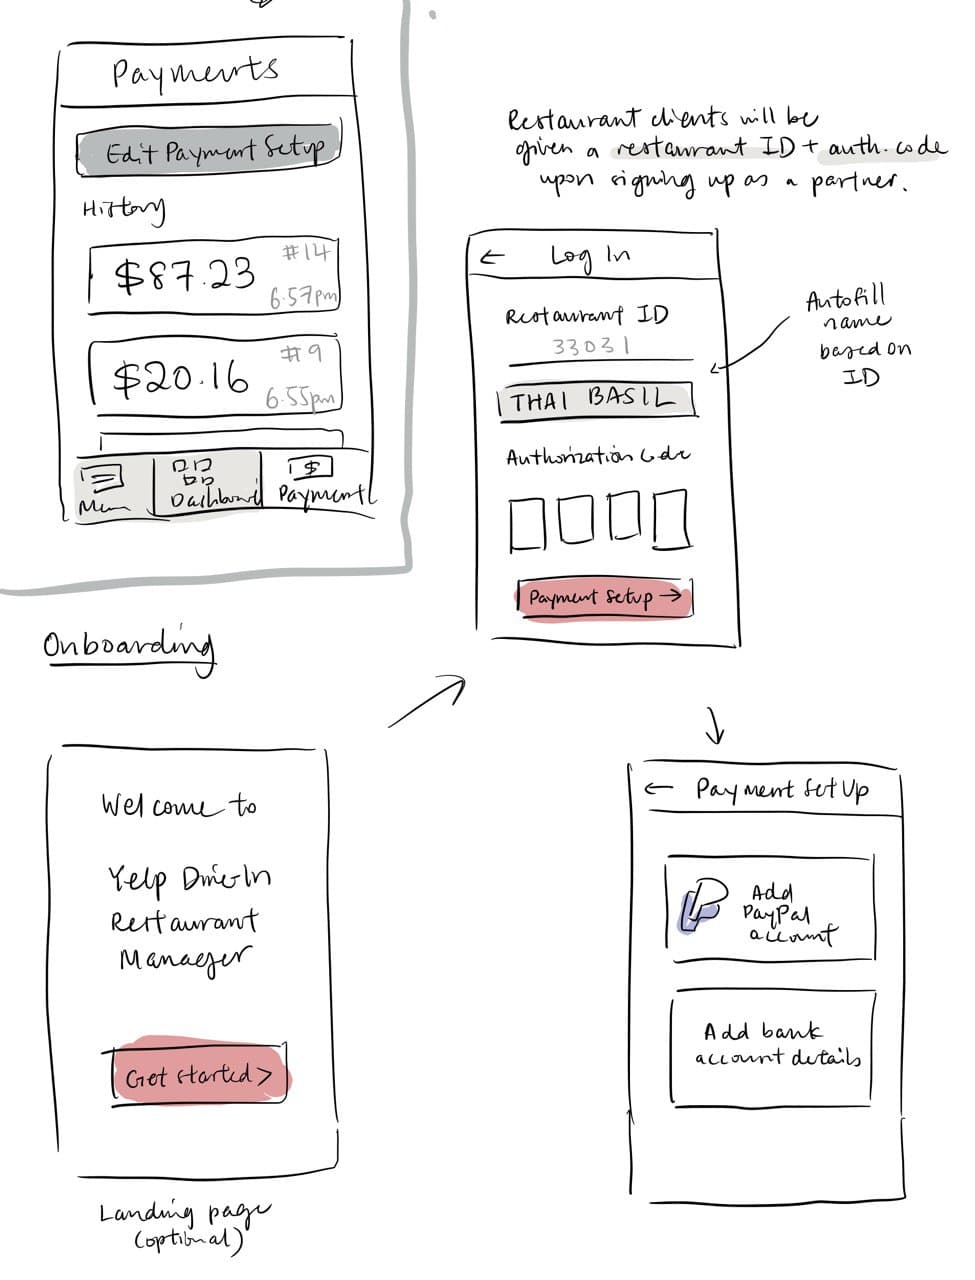 Payments
Edit Payment Setup
History
$87.23
#14
6:57pm
$20.16
#9
6:55pm
Menu
Dashboard
$
Payment
Restaurant clients will be
given a restaurant ID + auth. code
upon signing up as a partner.
← Log In
Restaurant ID
33031
THAI BASIL
Authorization Code
Payment Setup →
Autofill
name
based on
ID
Onboarding
Welcome to
Yelp Dine-In
Restaurant
Manager
Get started >
Landing page
(optional)
← Payment Set Up
Add
PayPal
account
Add bank
account details